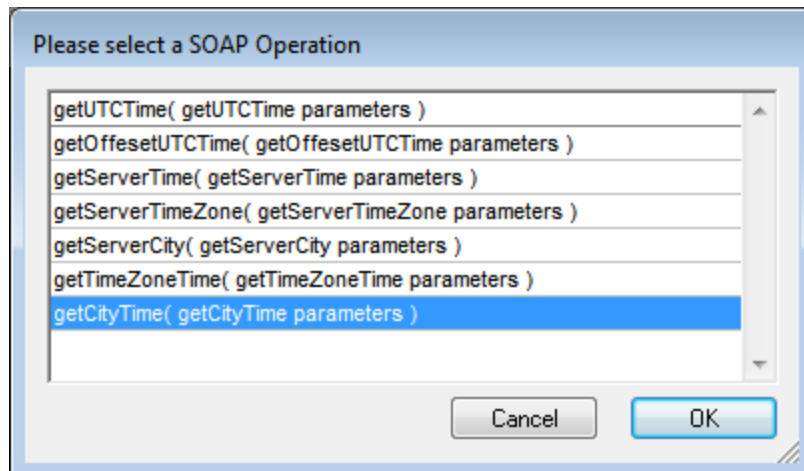 Please select a SOAP Operation
getUTCTime( getUTCTime parameters )
getOffesetUTCTime( getOffesetUTCTime parameters )
getServerTime( getServerTime parameters )
getServerTimeZone( getServerTimeZone parameters )
getServerCity( getServerCity parameters )
getTimeZoneTime( getTimeZoneTime parameters )
getCityTime( getCityTime parameters )
Cancel OK